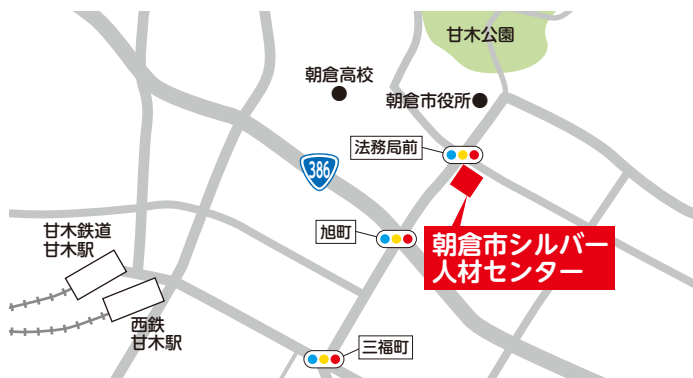 甘木公園
朝倉高校
朝倉市役所
法務局前
386
旭町
朝倉市シルバー
人材センター
甘木鉄道
甘木駅
西鉄
甘木駅
三福町